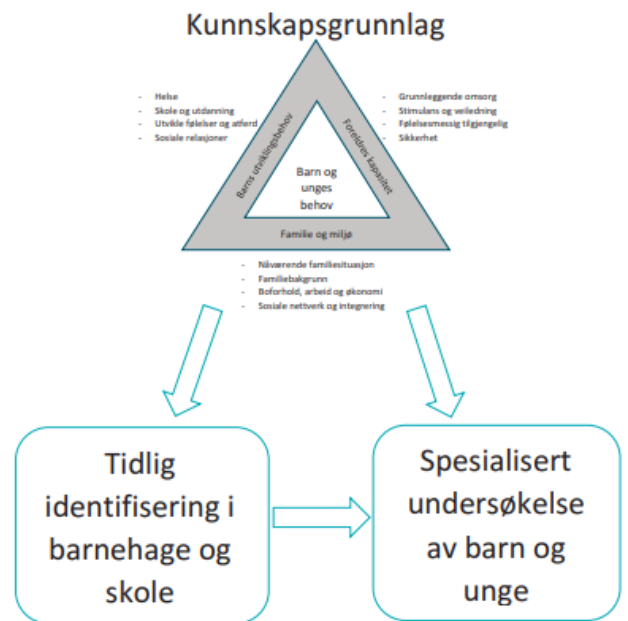 Kunnskapsgrunnlag
- Helse
- Skole og utdanning
- Utvikle følelser og atferd
- Sosiale relasjoner
- Grunnleggende omsorg
- Stimulans og veiledning
- Følelsesmessig tilgjengelig
- Sikkerhet
Barns utviklingsbehov
Foreldres kapasitet
Barn og
unges
behov
Familie og miljø
- Nåværende familiesituasjon
- Familiebakgrunn
- Boforhold, arbeid og økonomi
- Sosiale nettverk og integrering
Tidlig
identifisering i
barnehage og
skole
Spesialisert
undersøkelse
av barn og
unge